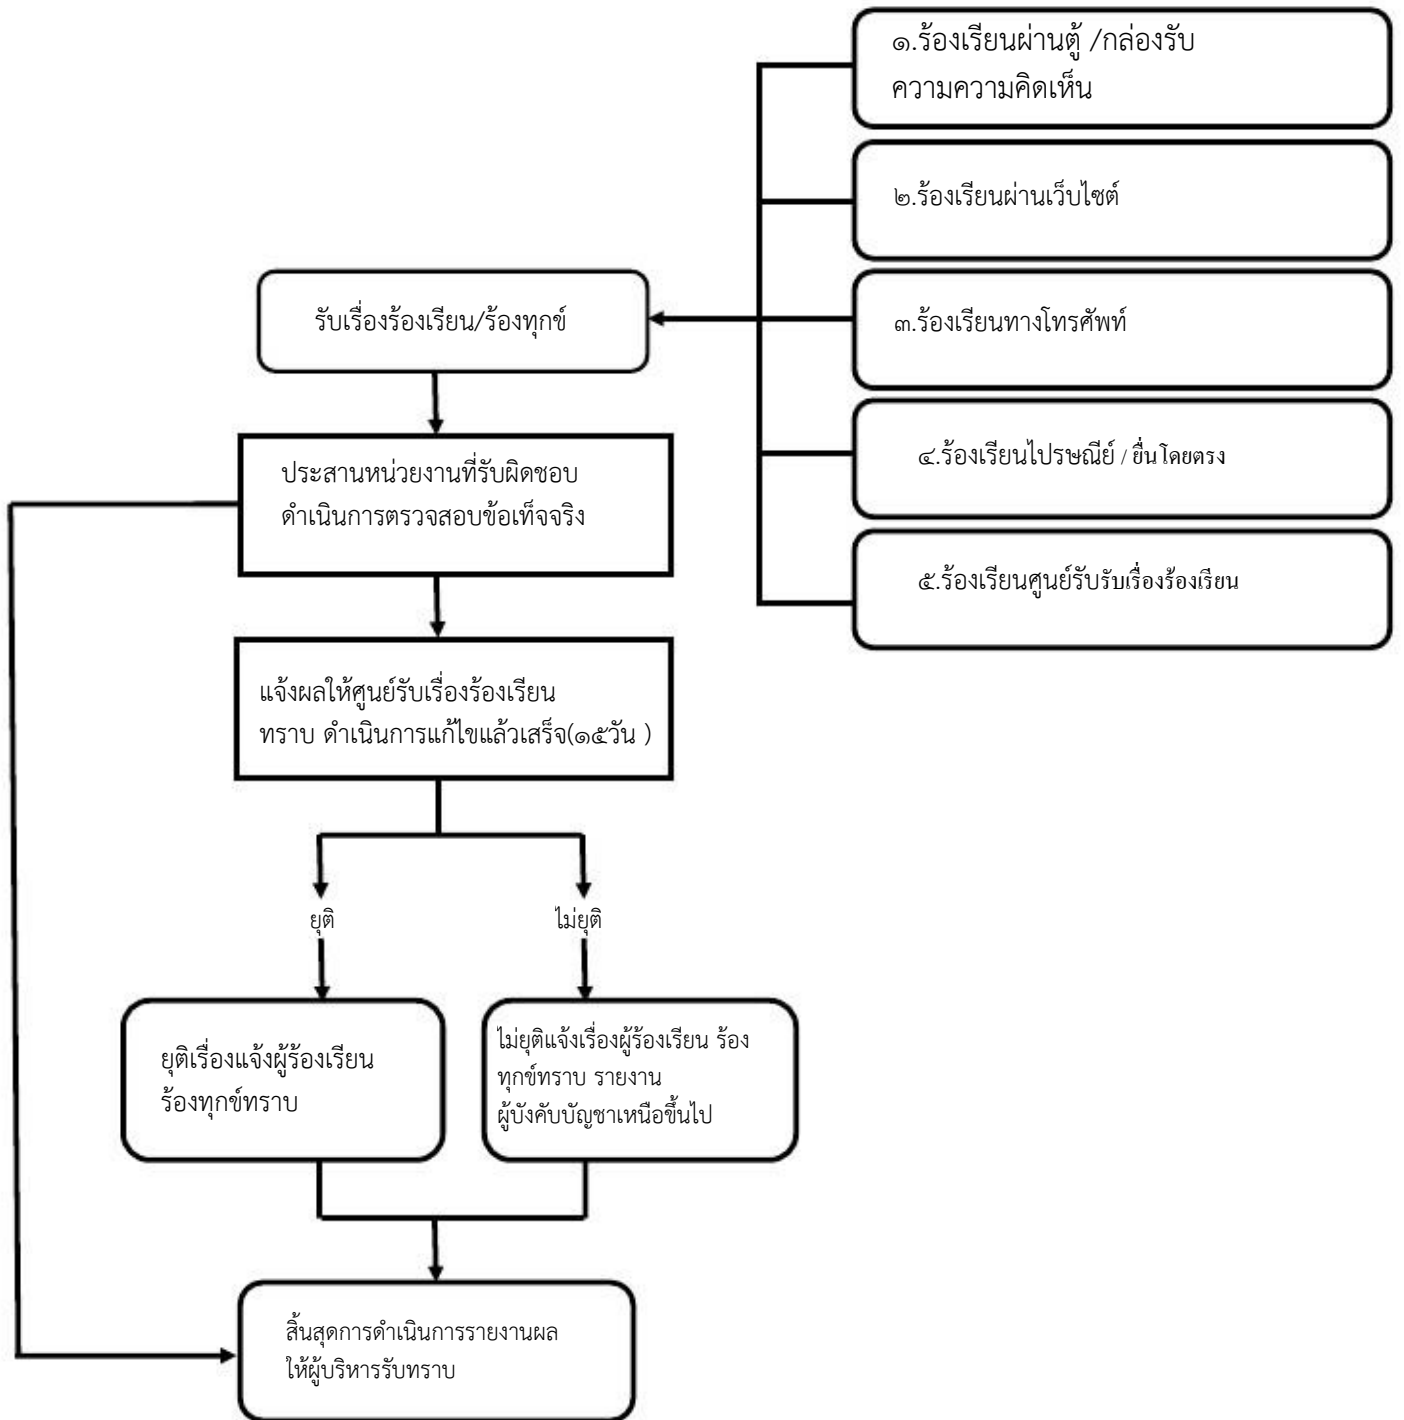 ๑.ร้องเรียนผ่านตู้ /กล่องรับ
ความความคิดเห็น
๒.ร้องเรียนผ่านเว็บไซต์
๓.ร้องเรียนทางโทรศัพท์
๔.ร้องเรียนไปรษณีย์ / ยื่นโดยตรง
๕.ร้องเรียนศูนย์รับรับเรื่องร้องเรียน
รับเรื่องร้องเรียน/ร้องทุกข์
ประสานหน่วยงานที่รับผิดชอบ
ดำเนินการตรวจสอบข้อเท็จจริง
แจ้งผลให้ศูนย์รับเรื่องร้องเรียน
ทราบ ดำเนินการแก้ไขแล้วเสร็จ(๑๕วัน )
ยุติ
ไม่ยุติ
ยุติเรื่องแจ้งผู้ร้องเรียน
ร้องทุกข์ทราบ
ไม่ยุติแจ้งเรื่องผู้ร้องเรียน ร้อง
ทุกข์ทราบ รายงาน
ผู้บังคับบัญชาเหนือขึ้นไป
สิ้นสุดการดำเนินการรายงานผล
ให้ผู้บริหารรับทราบ